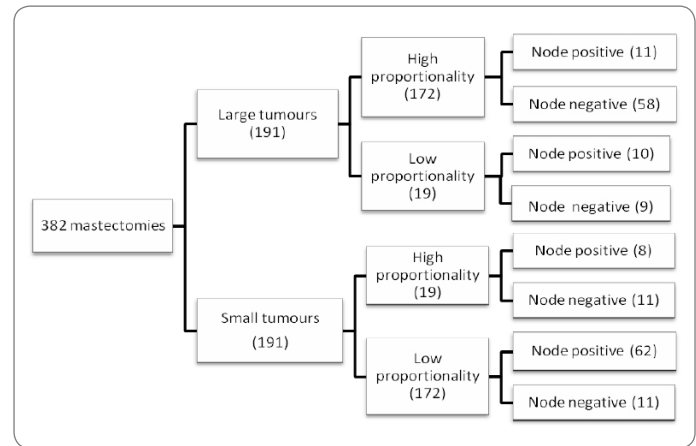 382 mastectomies
Large tumours
(191)
High
proportionality
(172)
Node positive (11)
Node negative (58)
Low
proportionality
(19)
Node positive (10)
Node negative (9)
Small tumours
(191)
High
proportionality
(19)
Node positive (8)
Node negative (11)
Low
proportionality
(172)
Node positive (62)
Node negative (11)